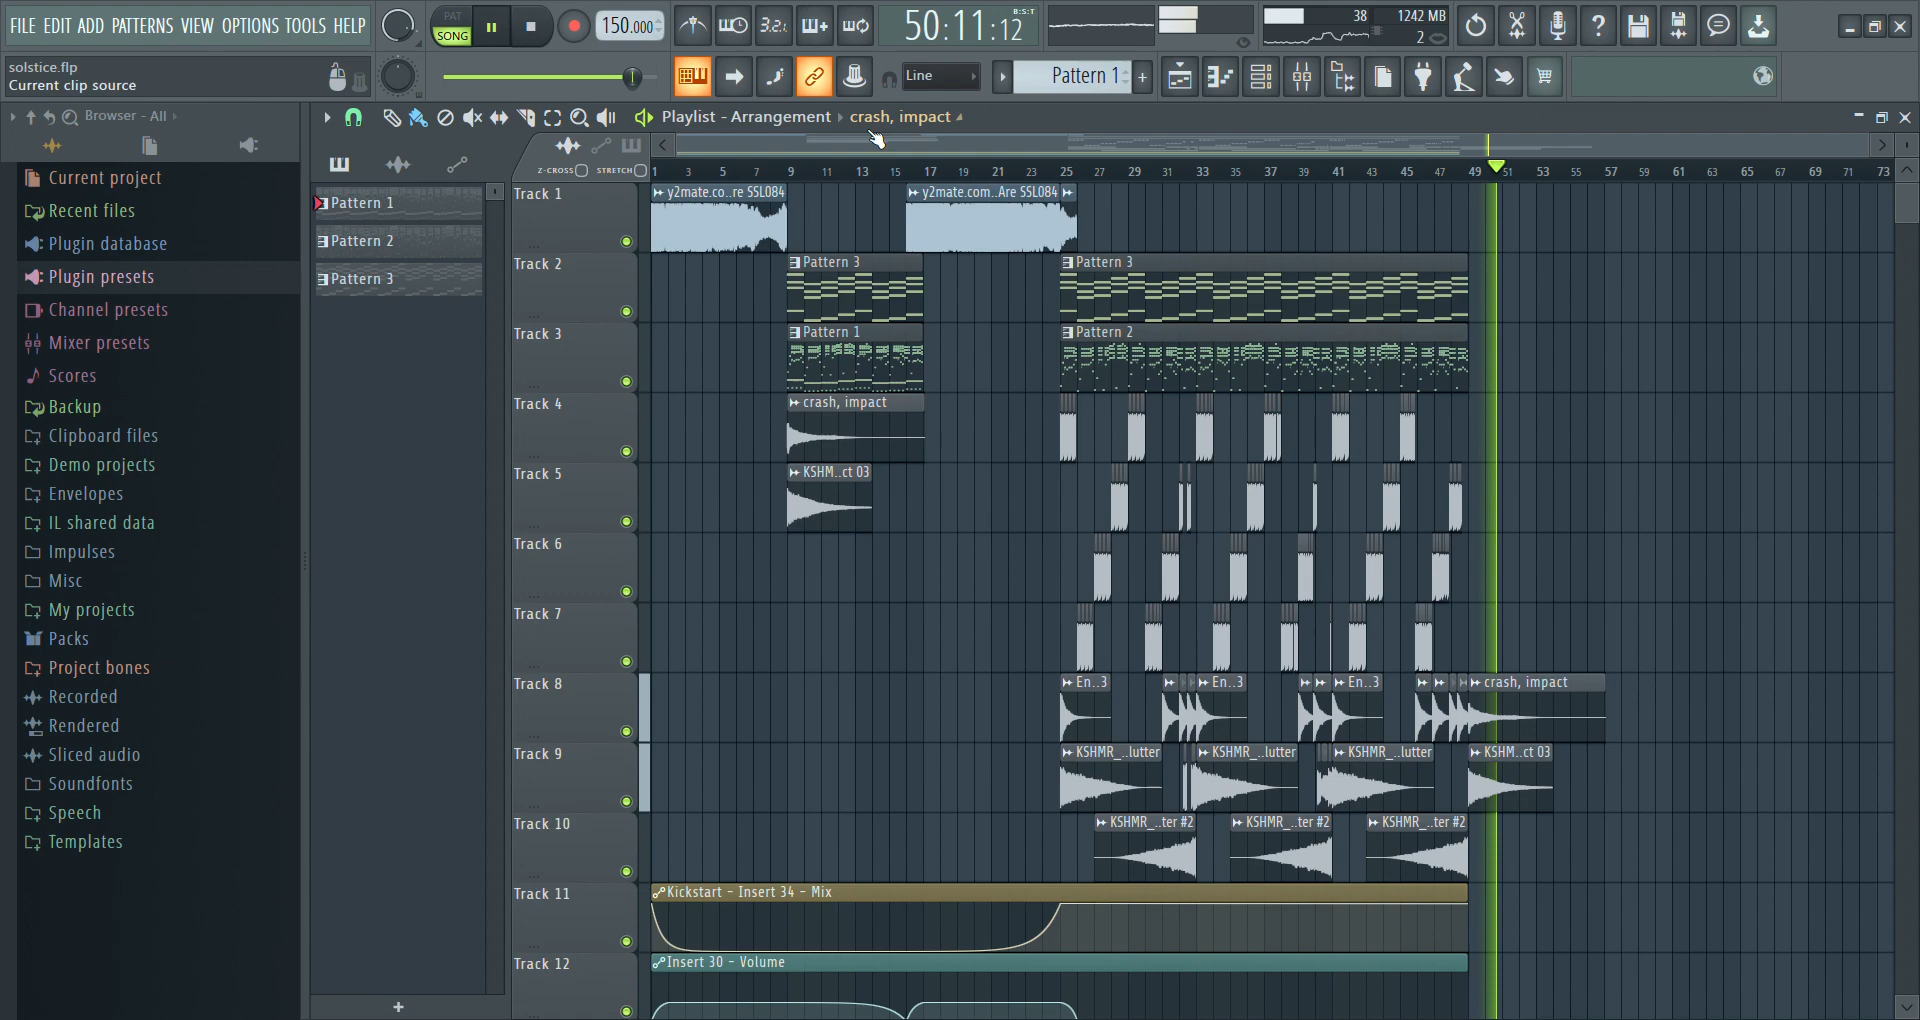 FILE EDIT ADD PATTERNS VIEW OPTIONS TOOLS HELP
PAT
SONG
150.000
3.2.
50:11:12
B:S:T
38
1242 MB
2
solstice.flp
Current clip source
Line
Pattern 1
+
Browser - All
Playlist - Arrangement
crash, impact
Z-CROSS
STRETCH
1 3 5 7 9 11 13 15 17 19 21 23 25 27 29 31 33 35 37 39 41 43 45 47 49 51 53 55 57 59 61 63 65 67 69 71 73
Current project
Recent files
Plugin database
Plugin presets
Channel presets
Mixer presets
Scores
Backup
Clipboard files
Demo projects
Envelopes
IL shared data
Impulses
Misc
My projects
Packs
Project bones
Recorded
Rendered
Sliced audio
Soundfonts
Speech
Templates
Pattern 1
Pattern 2
Pattern 3
+
Track 1
y2mate.co..re SSL084
y2mate.com..Are SSL084
Track 2
Pattern 3
Pattern 3
Track 3
Pattern 1
Pattern 2
Track 4
crash, impact
Track 5
KSHM..ct 03
Track 6
Track 7
Track 8
En..3
En..3
En..3
crash, impact
Track 9
KSHMR_..lutter
KSHMR_..lutter
KSHMR_..lutter
KSHM..ct 03
Track 10
KSHMR_..ter #2
KSHMR_..ter #2
KSHMR_..ter #2
Track 11
Kickstart - Insert 34 - Mix
Track 12
Insert 30 - Volume